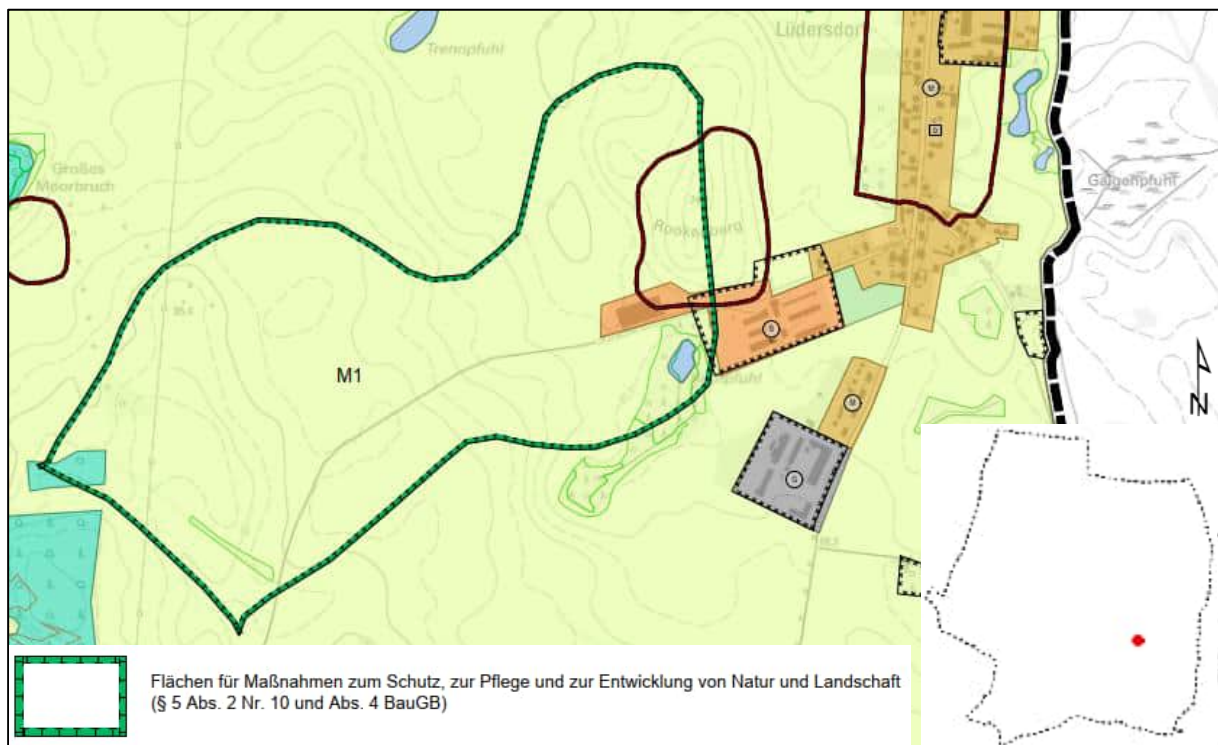 Lüdersdorf
Trennpfuhl
M
D
Großes
Moorbruch
Galgenpfuhl
Rookenberg
S
M1
M
G
N
Flächen für Maßnahmen zum Schutz, zur Pflege und zur Entwicklung von Natur und Landschaft
(§ 5 Abs. 2 Nr. 10 und Abs. 4 BauGB)